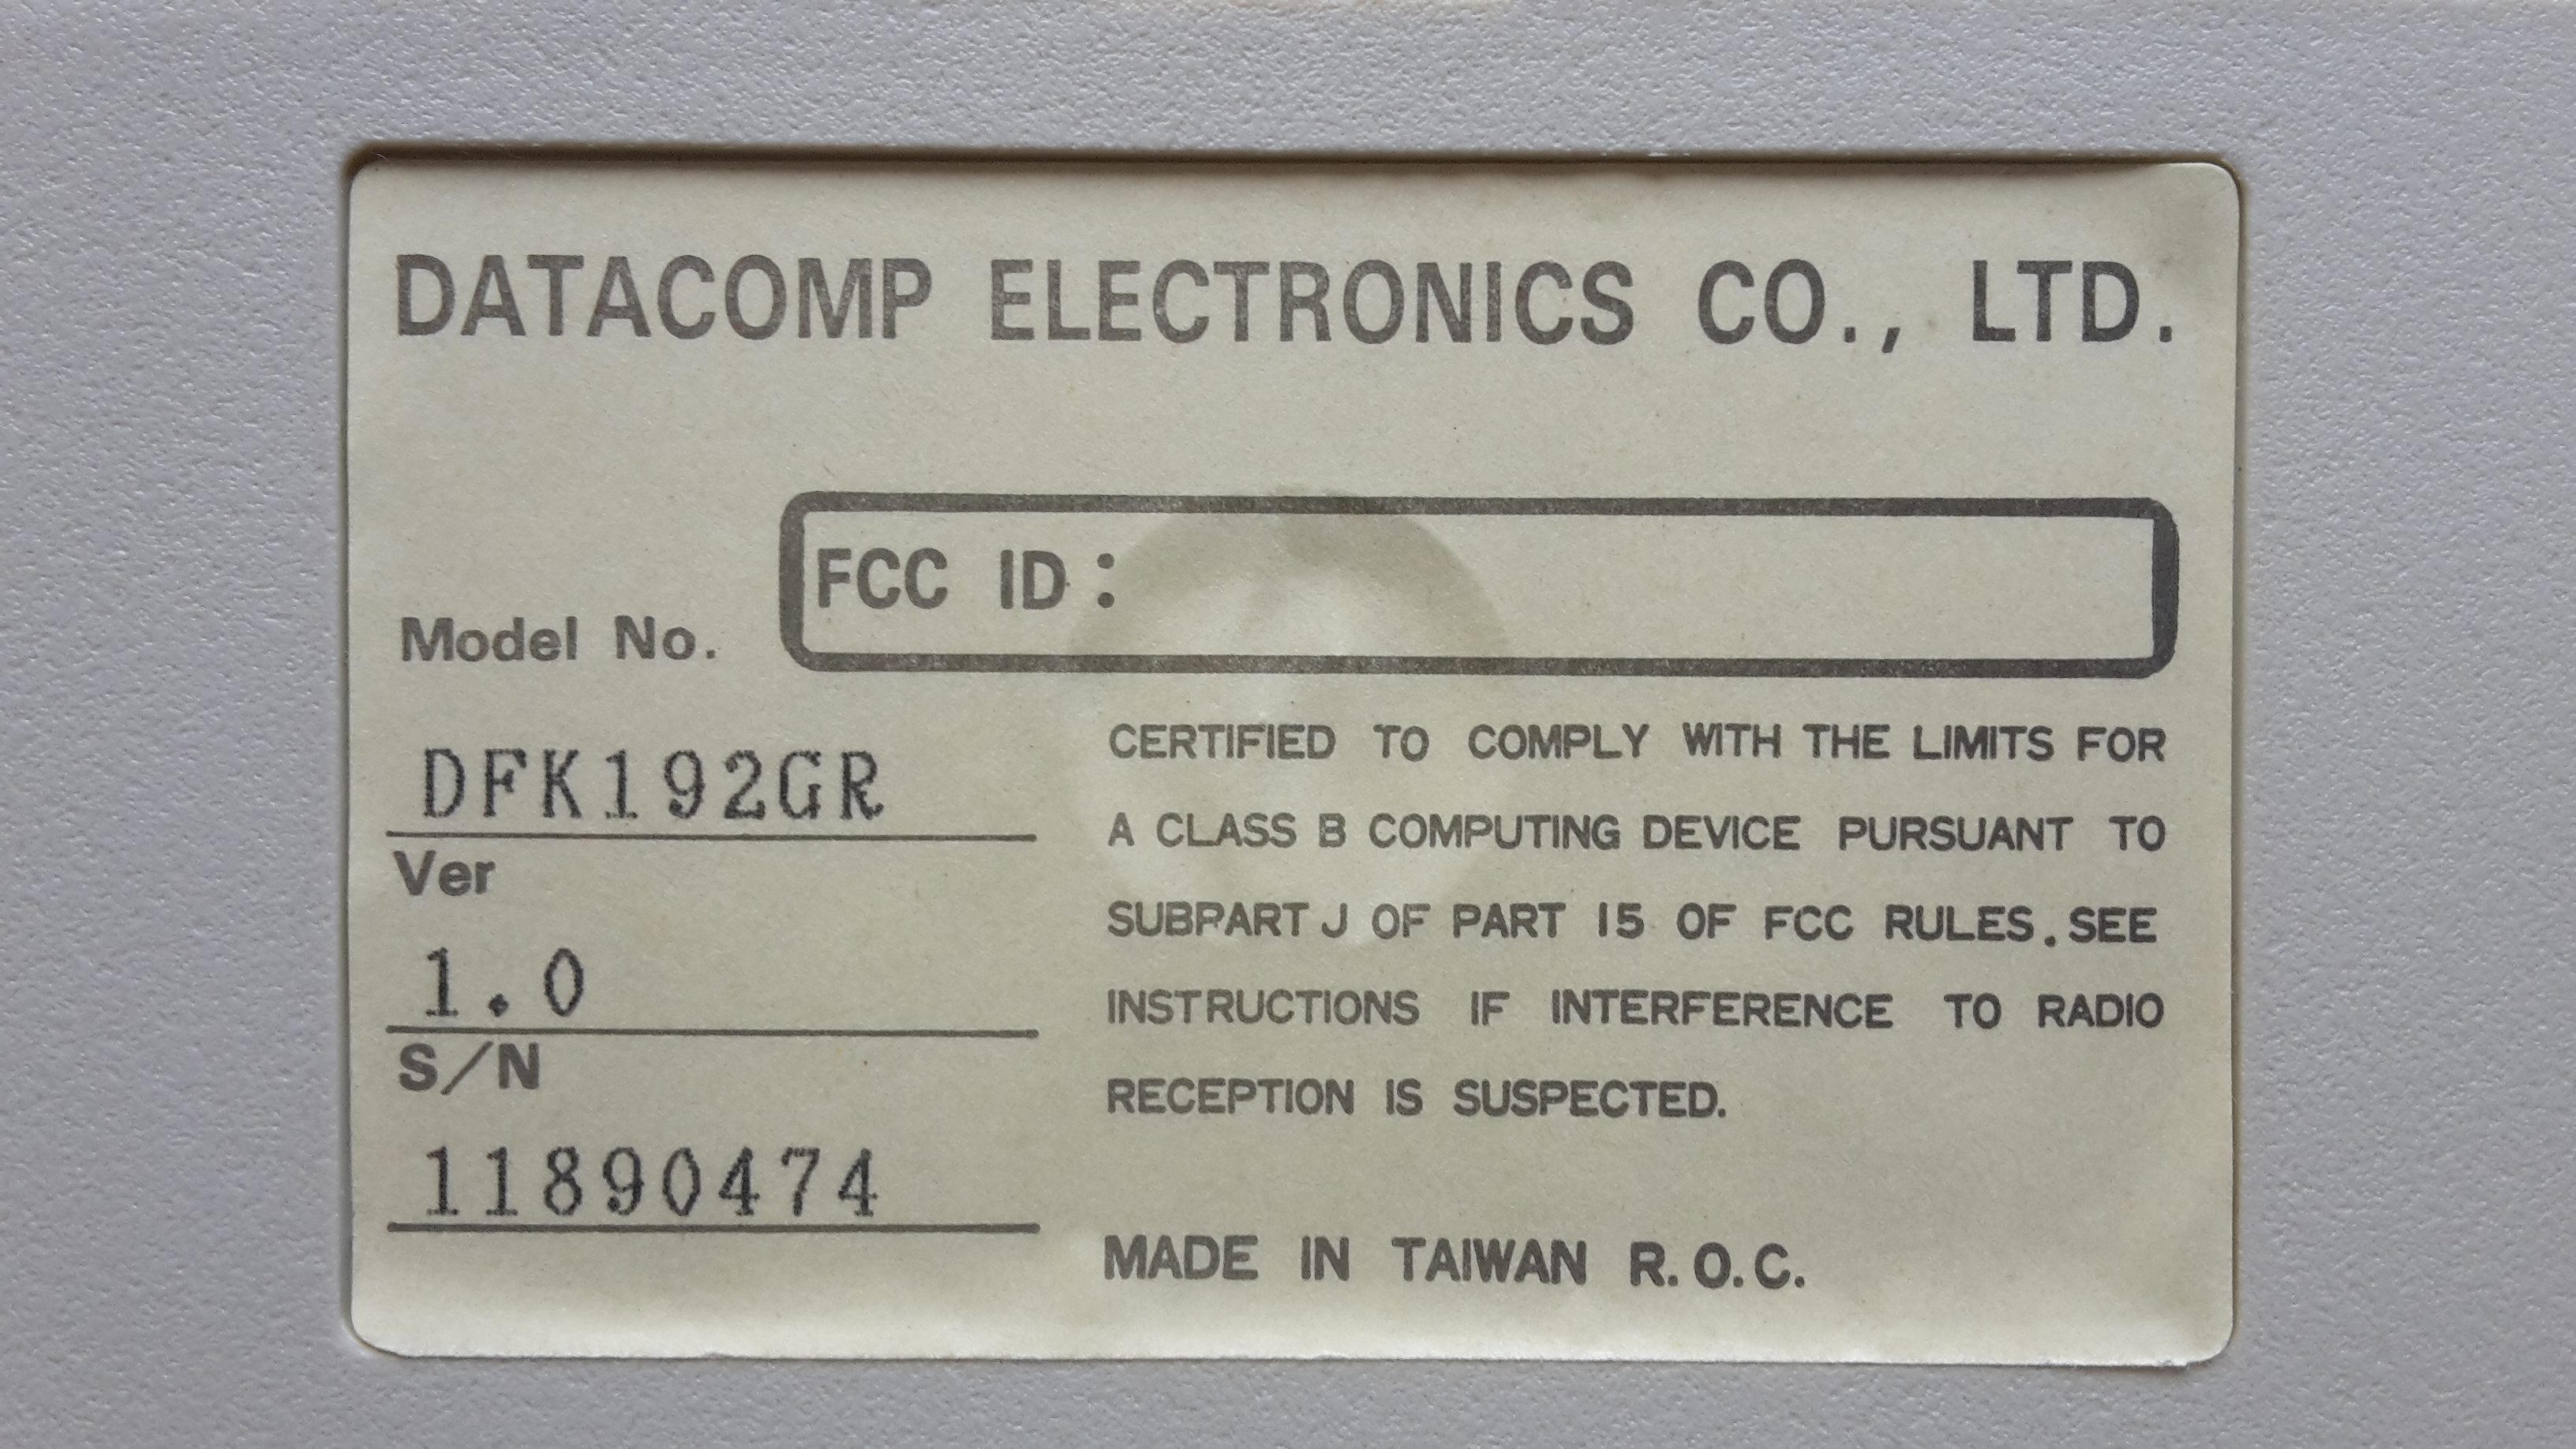 DATACOMP ELECTRONICS CO., LTD.
FCC ID:
Model No.
DFK192GR
Ver
1.0
S/N
11890474
CERTIFIED TO COMPLY WITH THE LIMITS FOR
A CLASS B COMPUTING DEVICE PURSUANT TO
SUBPART J OF PART 15 OF FCC RULES. SEE
INSTRUCTIONS IF INTERFERENCE TO RADIO
RECEPTION IS SUSPECTED.
MADE IN TAIWAN R.O.C.